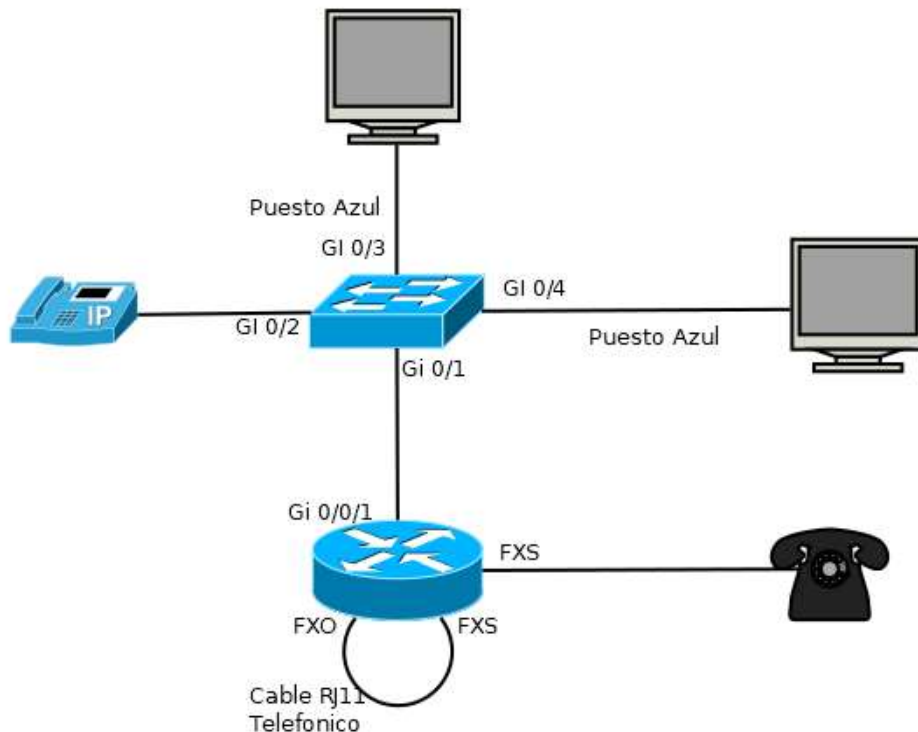 Puesto Azul
GI 0/3
GI 0/4
IP
GI 0/2
Puesto Azul
Gi 0/1
Gi 0/0/1
FXS
FXO
FXS
Cable RJ11
Telefonico